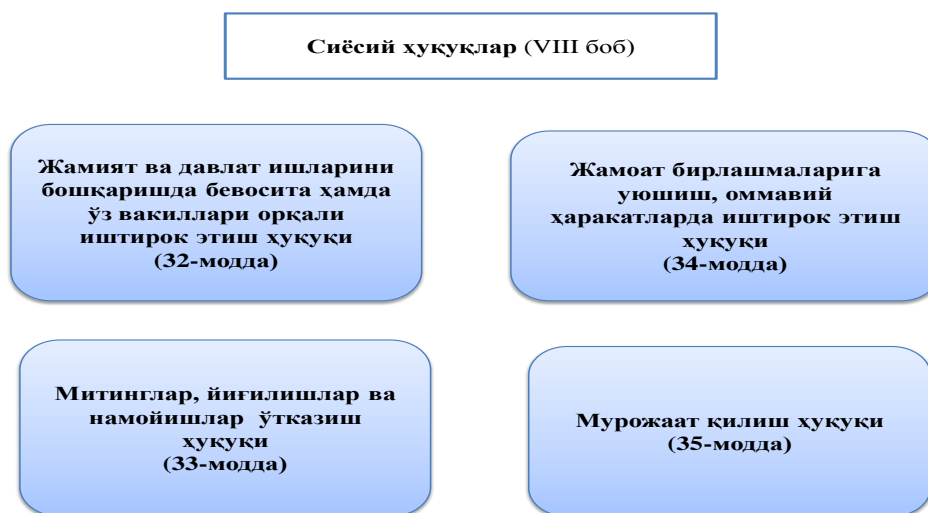 Сиёсий ҳуқуқлар (VIII боб)
Жамият ва давлат ишларини
бошқаришда бевосита ҳамда
ўз вакиллари орқали
иштирок этиш ҳуқуқи
(32-модда)
Жамоат бирлашмаларига
уюшиш, оммавий
ҳаракатларда иштирок этиш
ҳуқуқи
(34-модда)
Митинглар, йиғилишлар ва
намойишлар ўтказиш
ҳуқуқи
(33-модда)
Мурожаат қилиш ҳуқуқи
(35-модда)